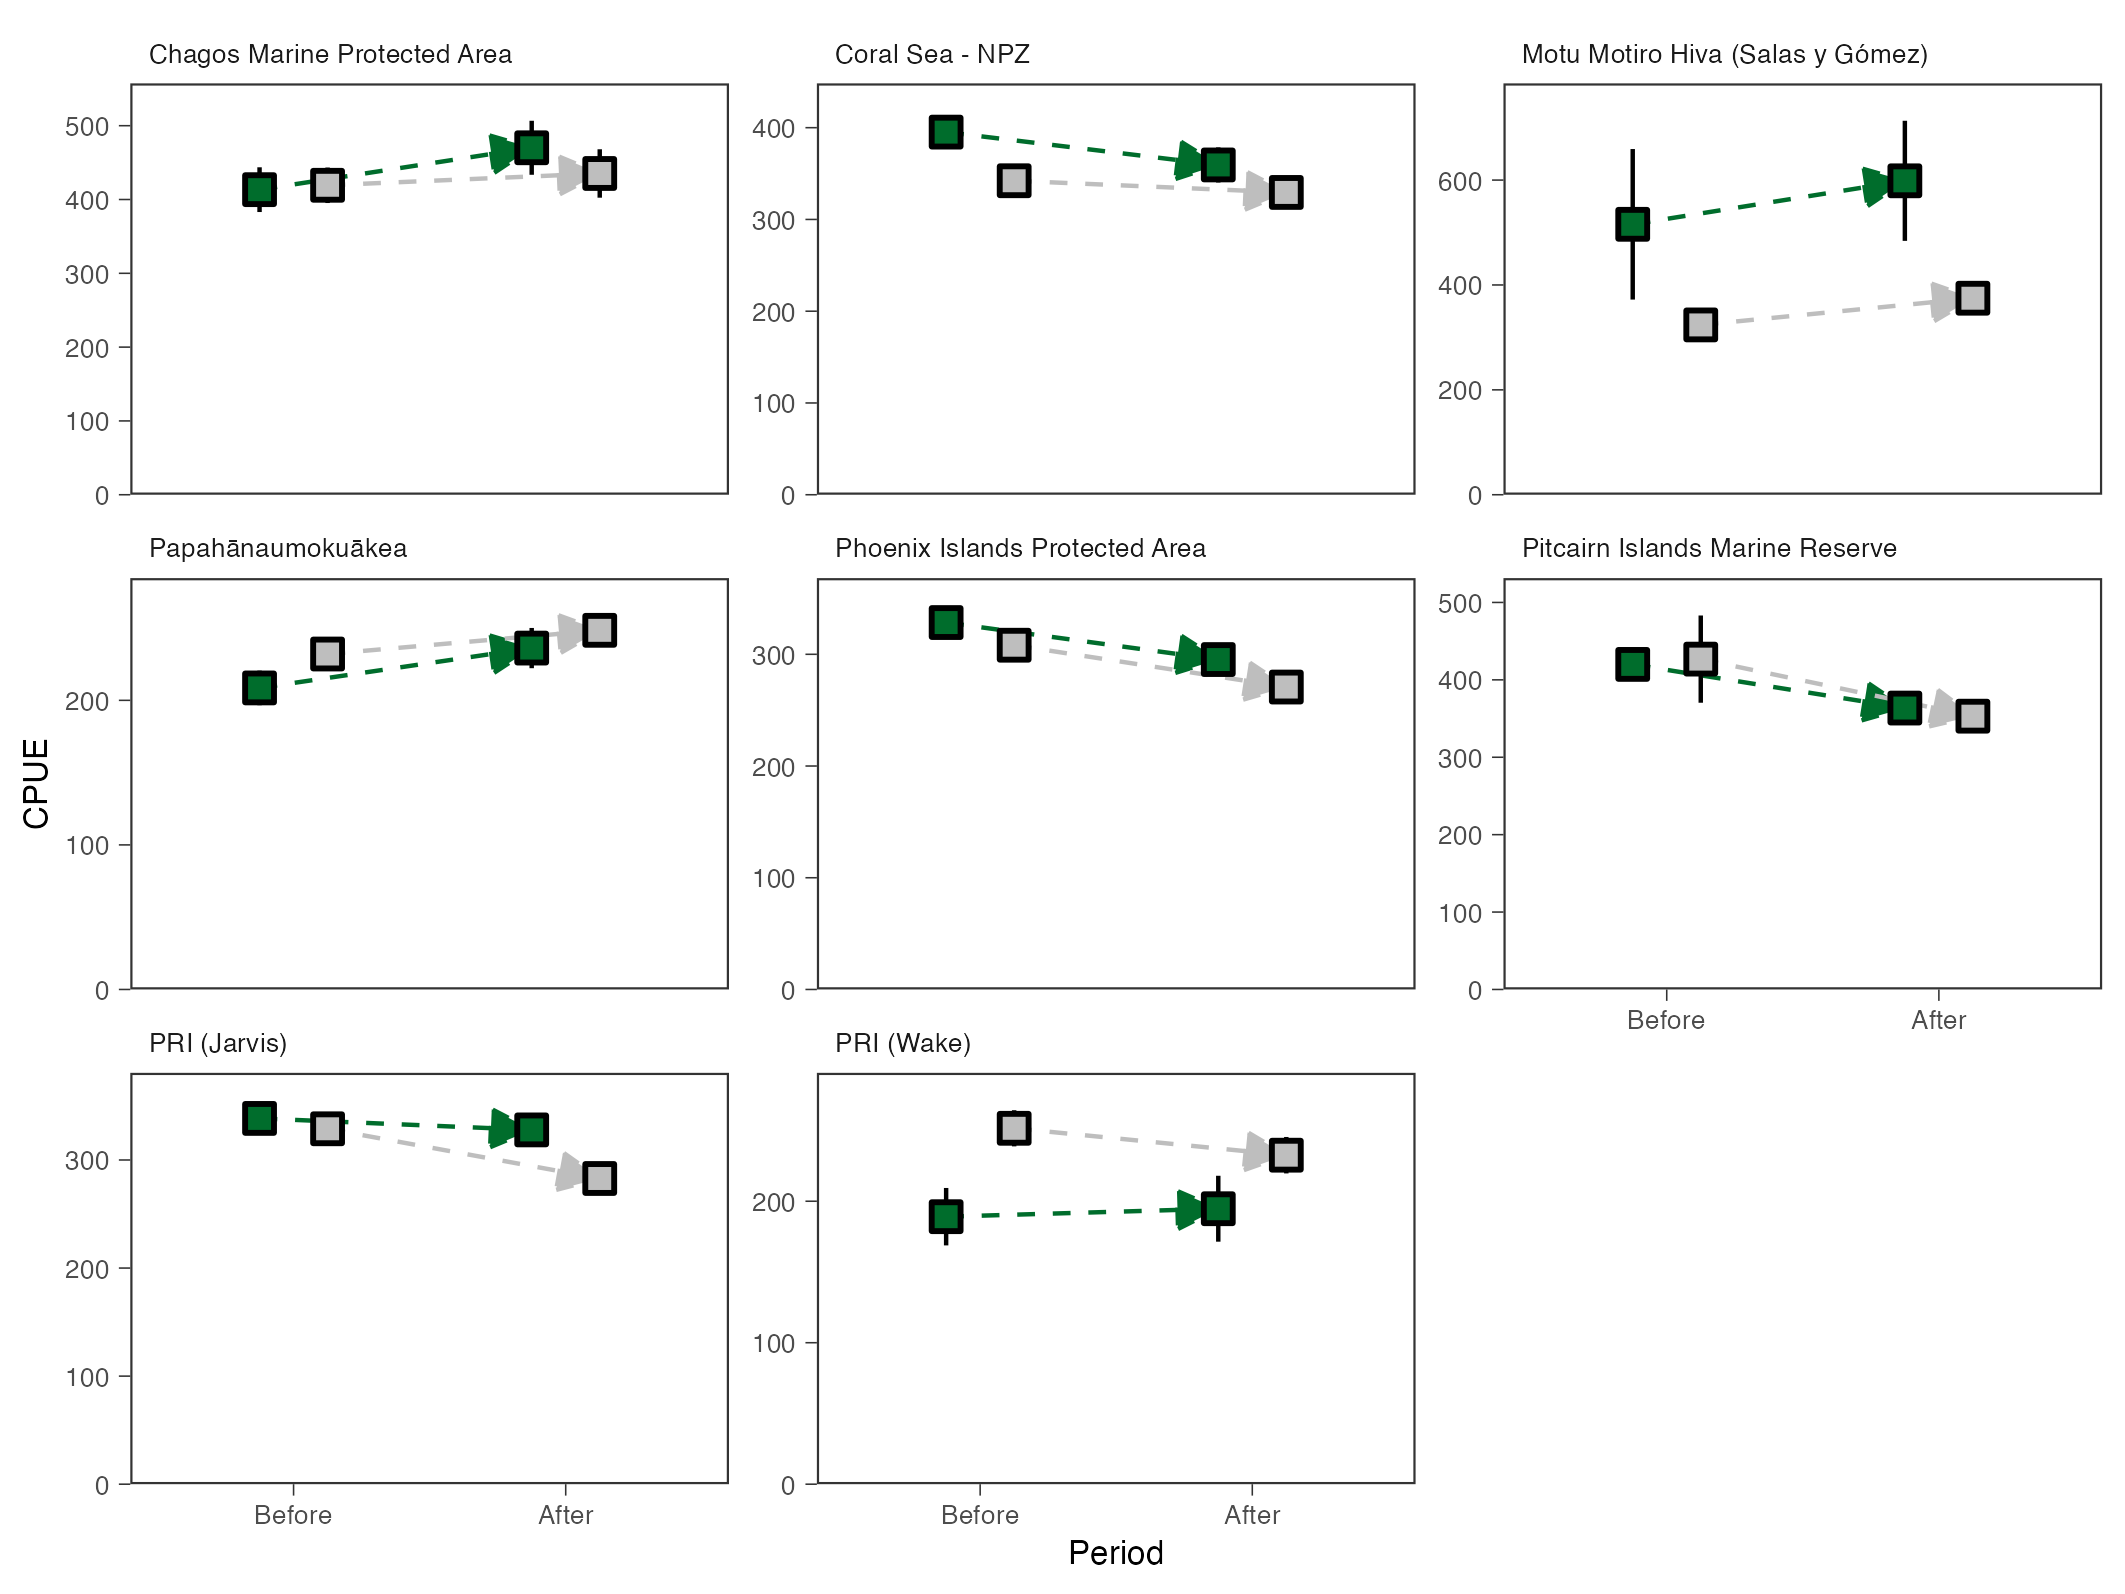 Chagos Marine Protected Area
Coral Sea - NPZ
Motu Motiro Hiva (Salas y Gómez)
500
400
300
200
100
0
400
300
200
100
0
600
400
200
0
Papahānaumokuākea
Phoenix Islands Protected Area
Pitcairn Islands Marine Reserve
200
100
0
300
200
100
0
500
400
300
200
100
0
Before
After
PRI (Jarvis)
PRI (Wake)
300
200
100
0
200
100
0
Before
After
Before
After
CPUE
Period